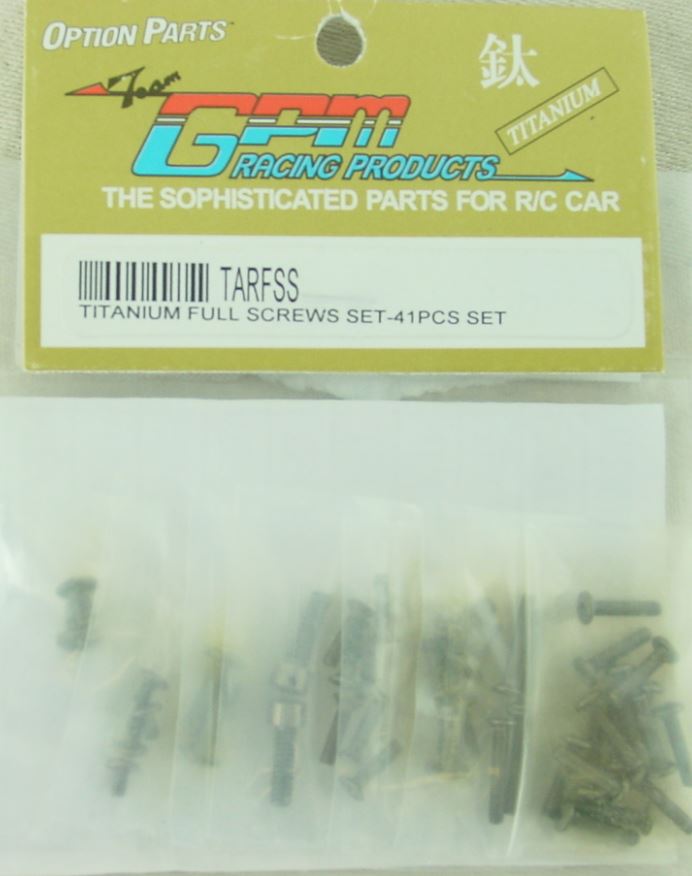 OPTION PARTS
鈦
TITANIUM
Team
GPM
RACING PRODUCTS
THE SOPHISTICATED PARTS FOR R/C CAR
TARFSS
TITANIUM FULL SCREWS SET-41PCS SET